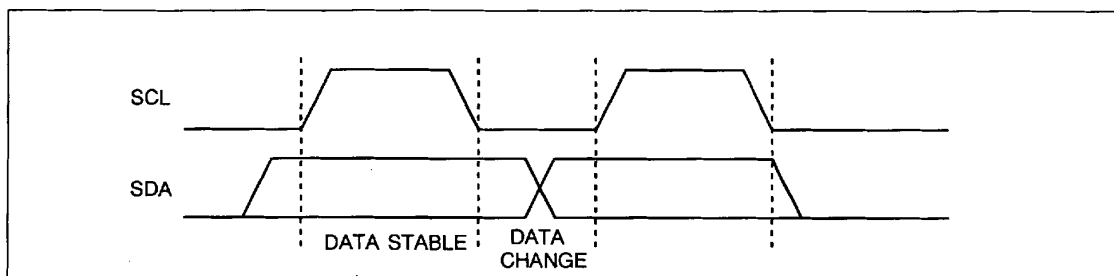 SCL
SDA
DATA STABLE
DATA
CHANGE